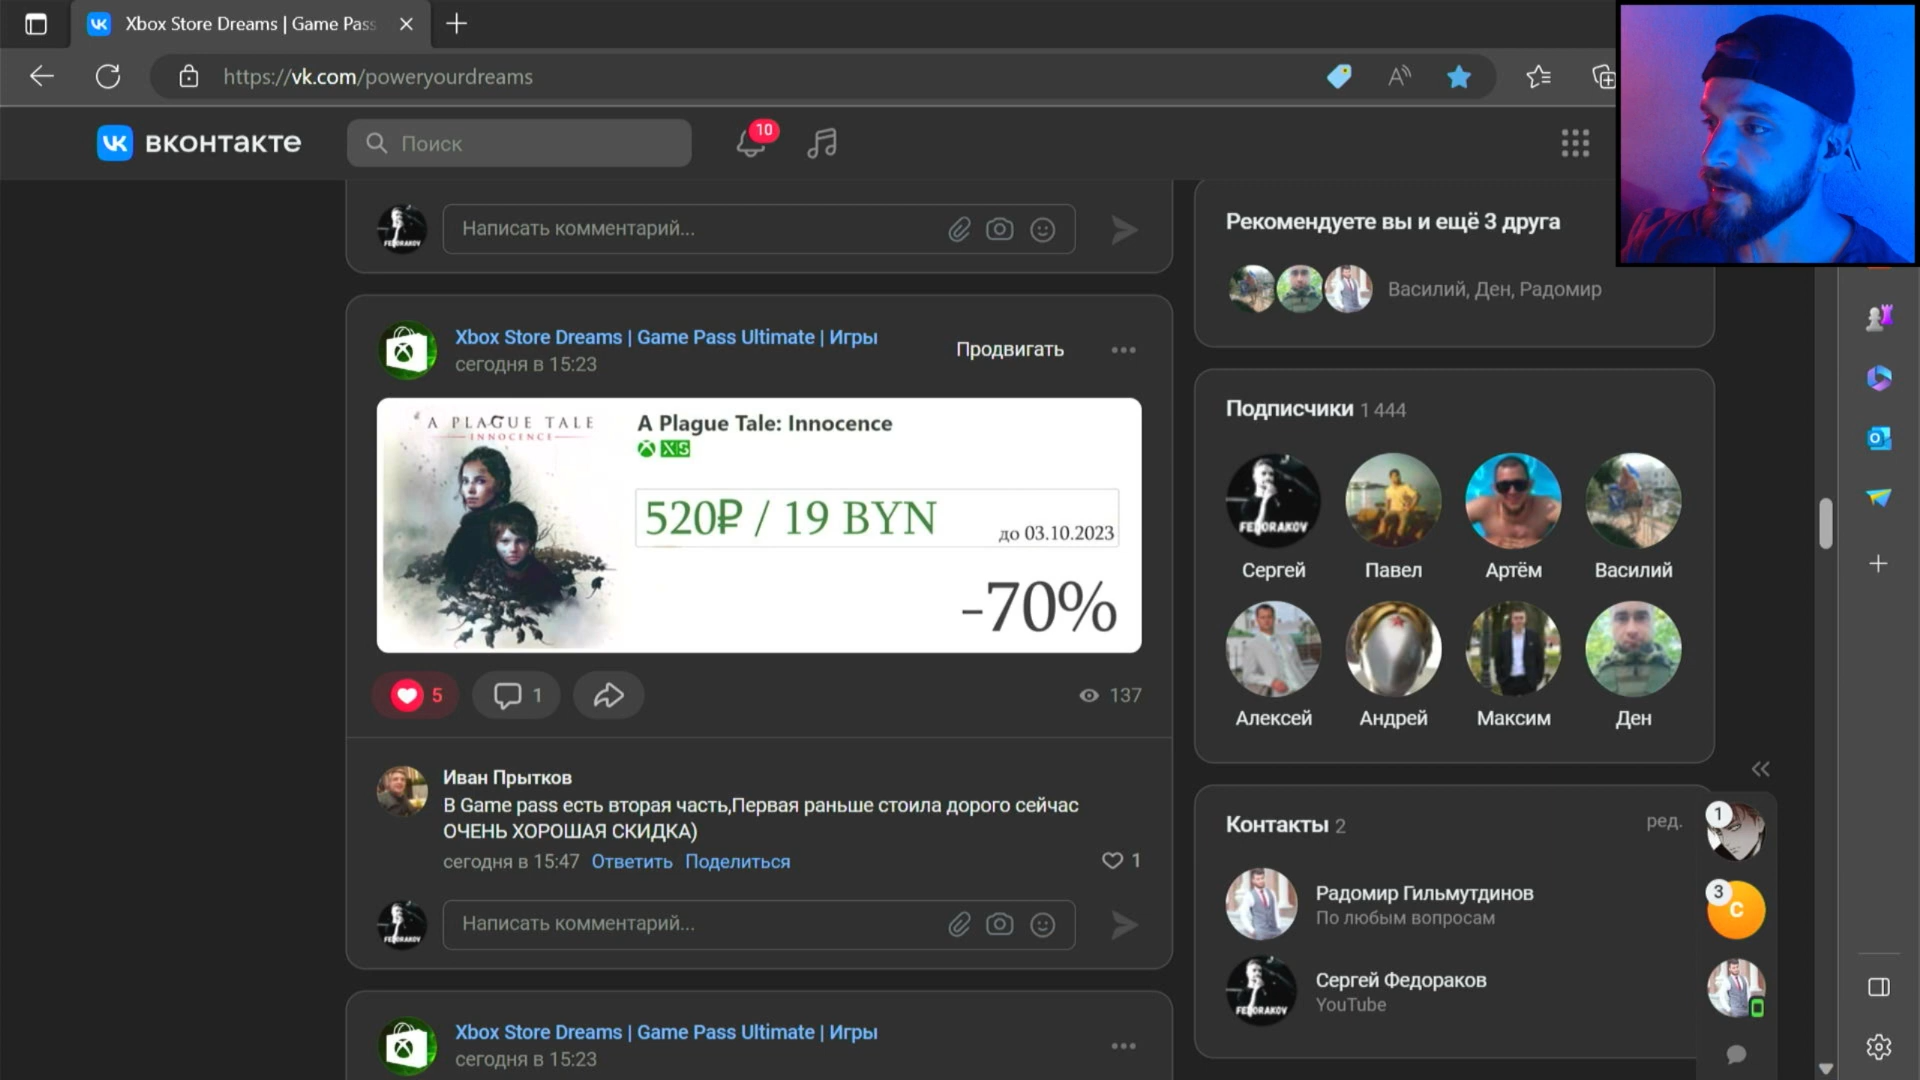 Xbox Store Dreams | Game Pass
https://vk.com/poweryourdreams
вконтакте
Поиск
10
Написать комментарий...
FEDORAKOV
Рекомендуете вы и ещё 3 друга
Василий, Ден, Радомир
Xbox Store Dreams | Game Pass Ultimate | Игры
сегодня в 15:23
Продвигать
A PLAGUE TALE
INNOCENCE
A Plague Tale: Innocence
X|S
520₽ / 19 BYN
до 03.10.2023
-70%
5
1
137
Иван Прытков
В Game pass есть вторая часть,Первая раньше стоила дорого сейчас
ОЧЕНЬ ХОРОШАЯ СКИДКА)
сегодня в 15:47 Ответить Поделиться
1
Написать комментарий...
FEDORAKOV
Xbox Store Dreams | Game Pass Ultimate | Игры
сегодня в 15:23
Подписчики 1 444
FEDORAKOV
Сергей
Павел
Артём
Василий
Алексей
Андрей
Максим
Ден
Контакты 2
ред.
Радомир Гильмутдинов
По любым вопросам
Сергей Федораков
YouTube
FEDORAKOV
1
3
С